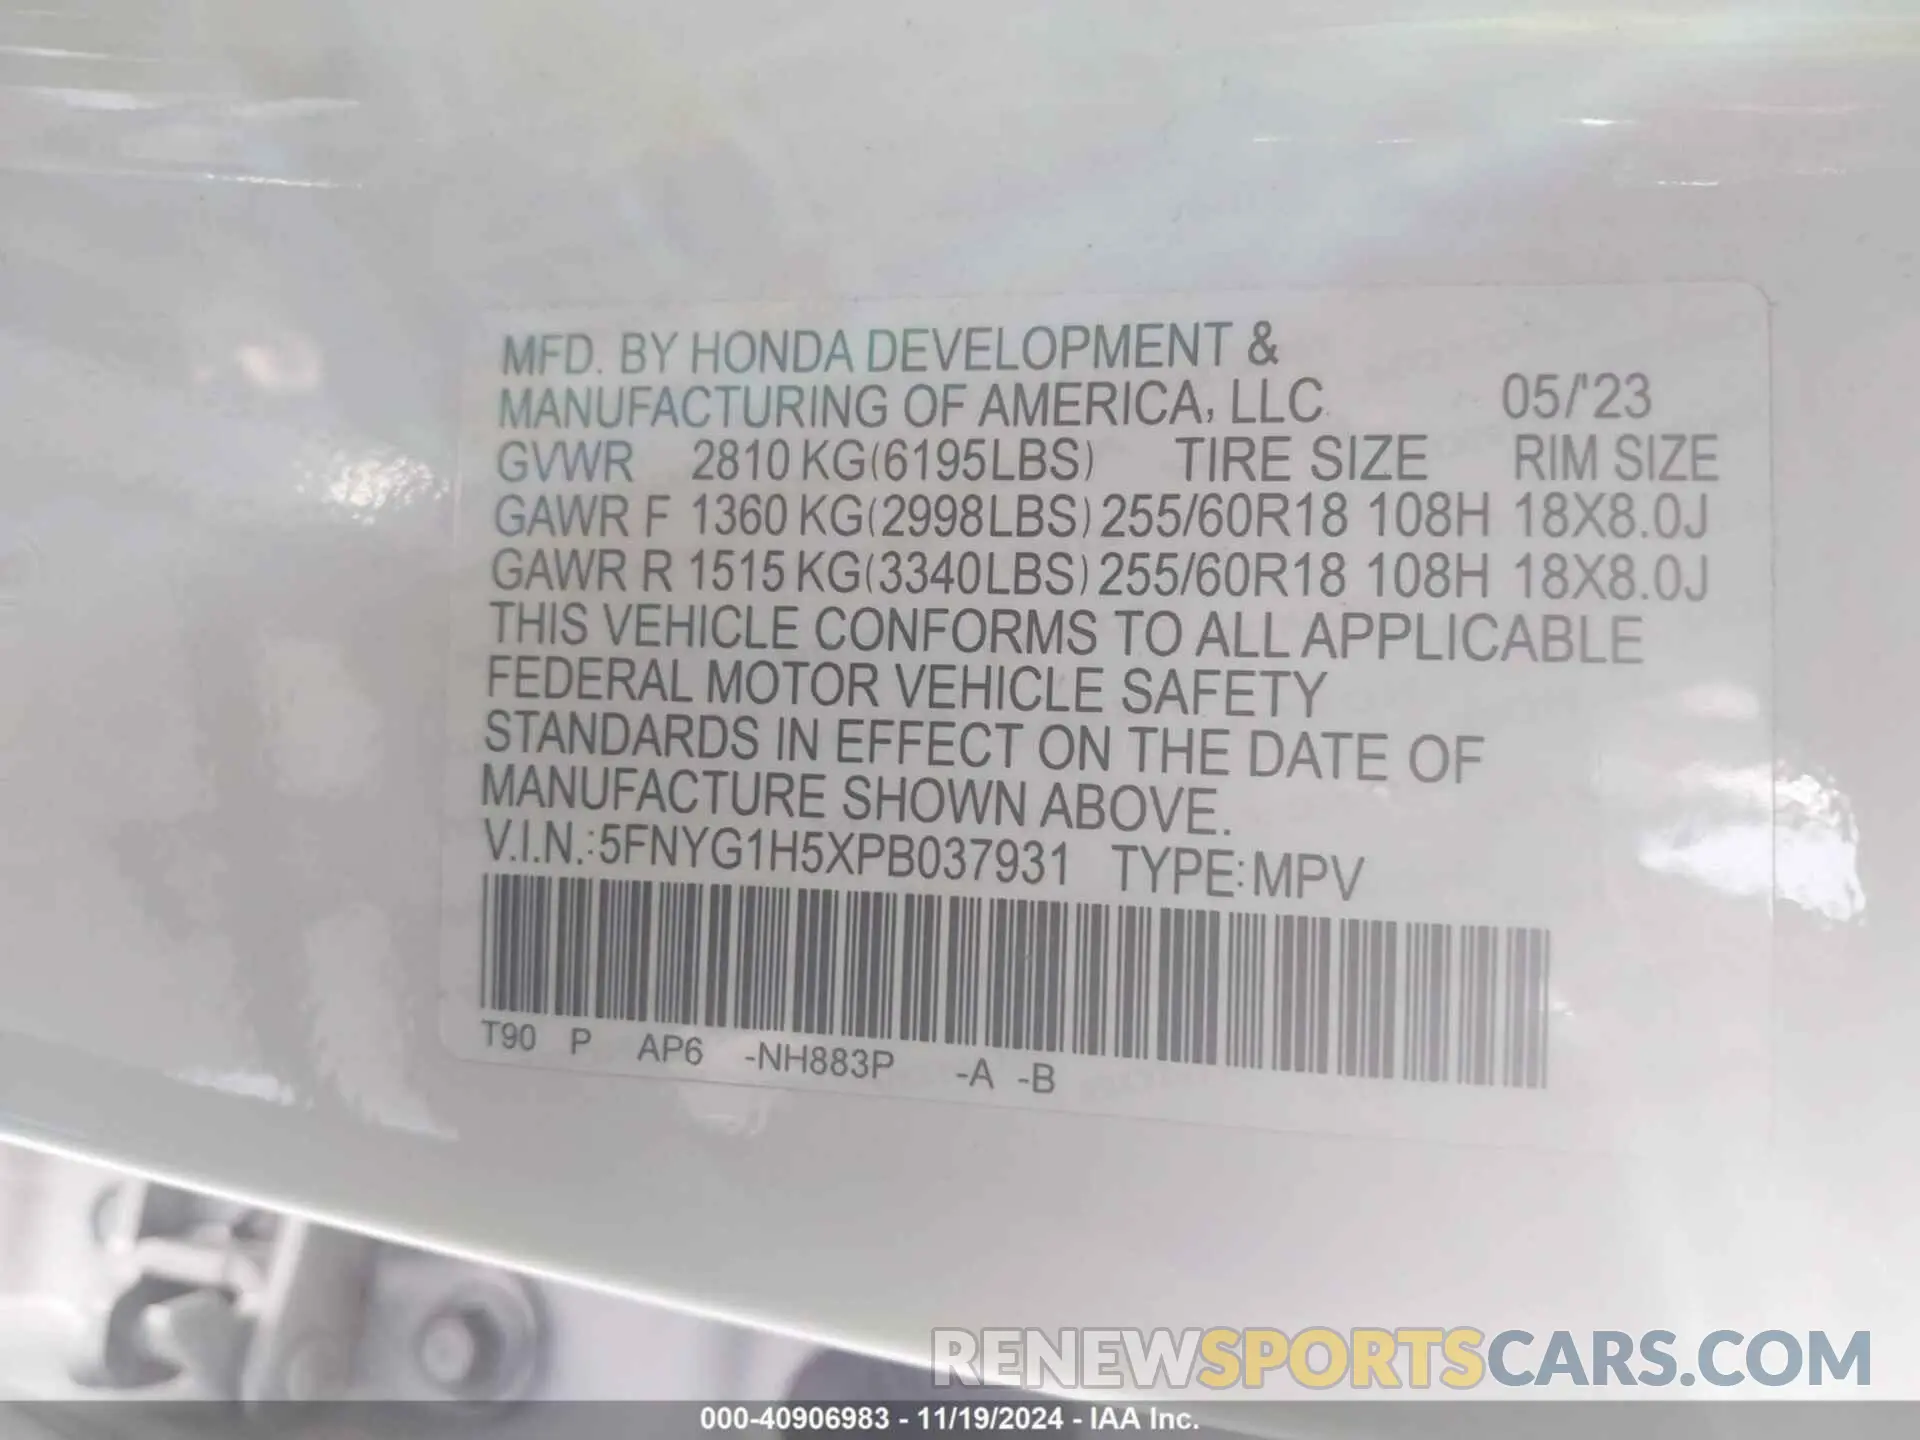 MFD. BY HONDA DEVELOPMENT &
MANUFACTURING OF AMERICA, LLC 05/'23
GVWR 2810 KG(6195LBS) TIRE SIZE RIM SIZE
GAWR F 1360 KG(2998LBS) 255/60R18 108H 18X8.0J
GAWR R 1515 KG(3340LBS) 255/60R18 108H 18X8.0J
THIS VEHICLE CONFORMS TO ALL APPLICABLE
FEDERAL MOTOR VEHICLE SAFETY
STANDARDS IN EFFECT ON THE DATE OF
MANUFACTURE SHOWN ABOVE.
V.I.N.:5FNYG1H5XPB037931 TYPE:MPV
T90 P AP6 -NH883P -A -B
RENEWSPORTSCARS.COM
000-40906983 - 11/19/2024 - IAA Inc.